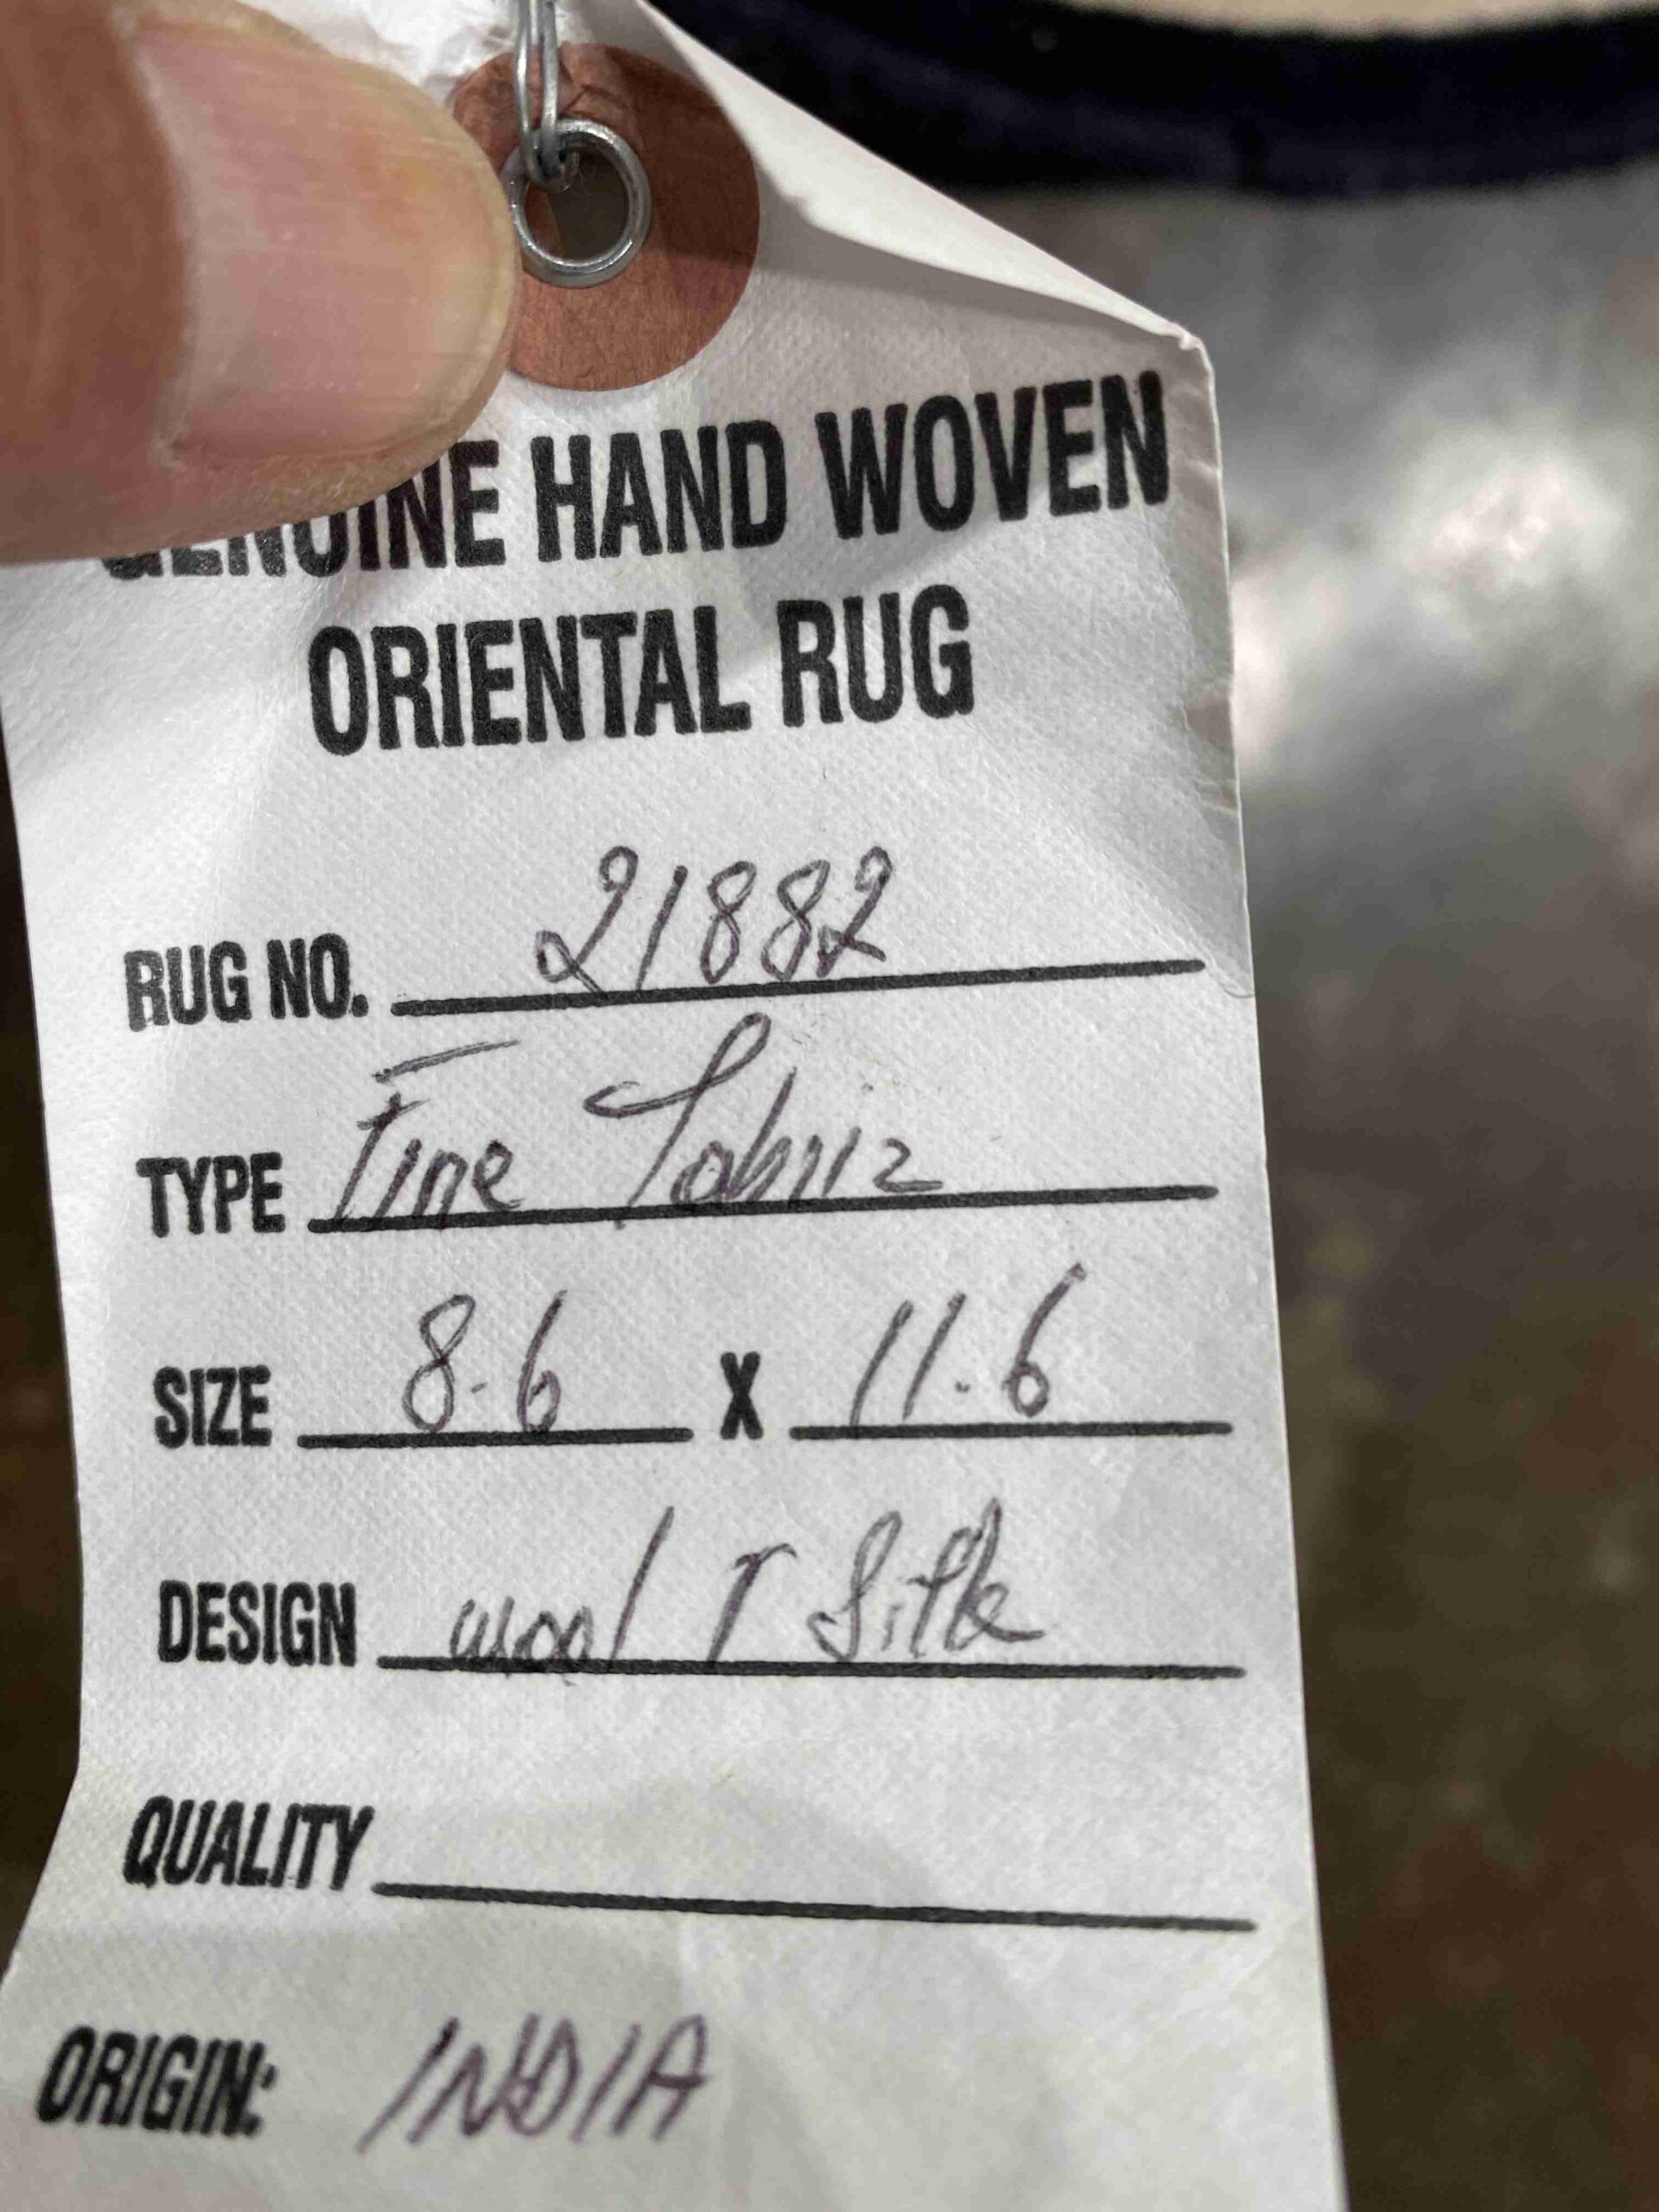 GENUINE HAND WOVEN
ORIENTAL RUG
RUG NO. 21882
TYPE Fine Tabriz
SIZE 8.6 X 11.6
DESIGN wool & Silk
QUALITY
ORIGIN: INDIA